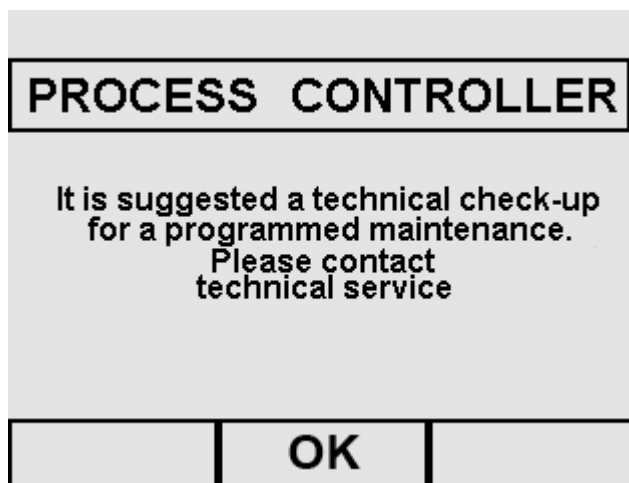 PROCESS CONTROLLER
It is suggested a technical check-up
for a programmed maintenance.
Please contact
technical service
OK